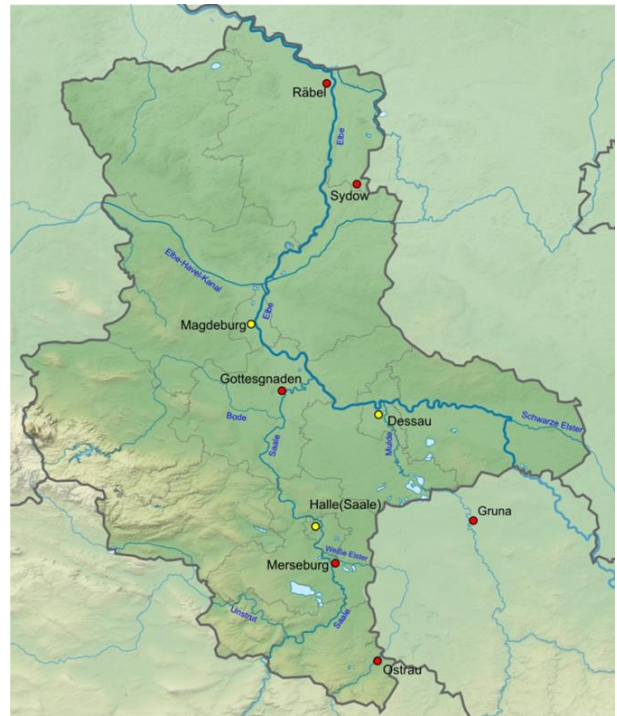 Räbel
Elbe
Sydow
Elbe-Havel-Kanal
Elbe
Magdeburg
Gottesgnaden
Bode
Saale
Dessau
Schwarze Elster
Mulde
Halle(Saale)
Gruna
Weiße Elster
Merseburg
Unstrut
Saale
Ostrau